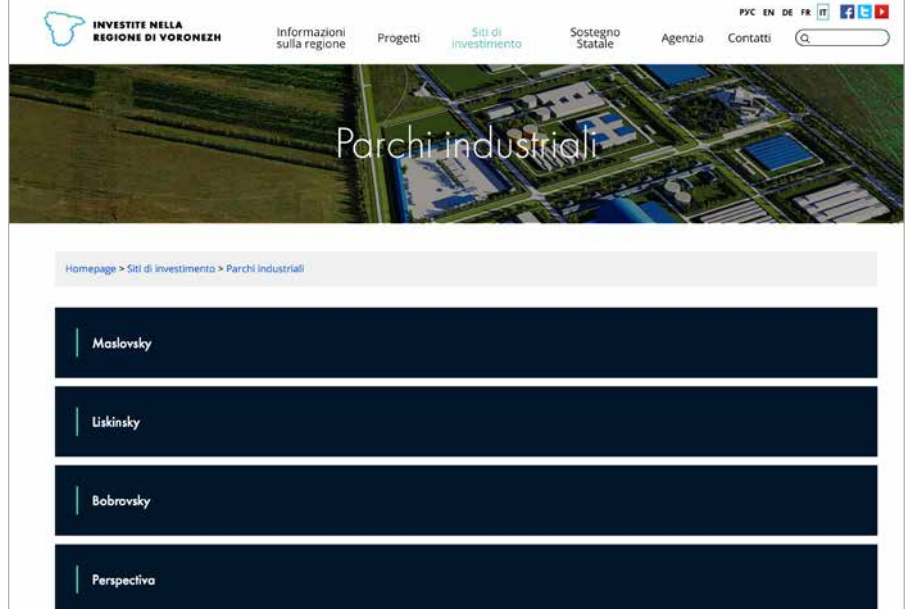 РУС EN DE FR IT
INVESTITE NELLA
REGIONE DI VORONEZH
Informazioni
sulla regione
Progetti
Siti di
investimento
Sostegno
Statale
Agenzia
Contatti
Parchi industriali
Homepage > Siti di investimento > Parchi industriali
Maslovsky
Liskinsky
Bobrovsky
Perspectiva